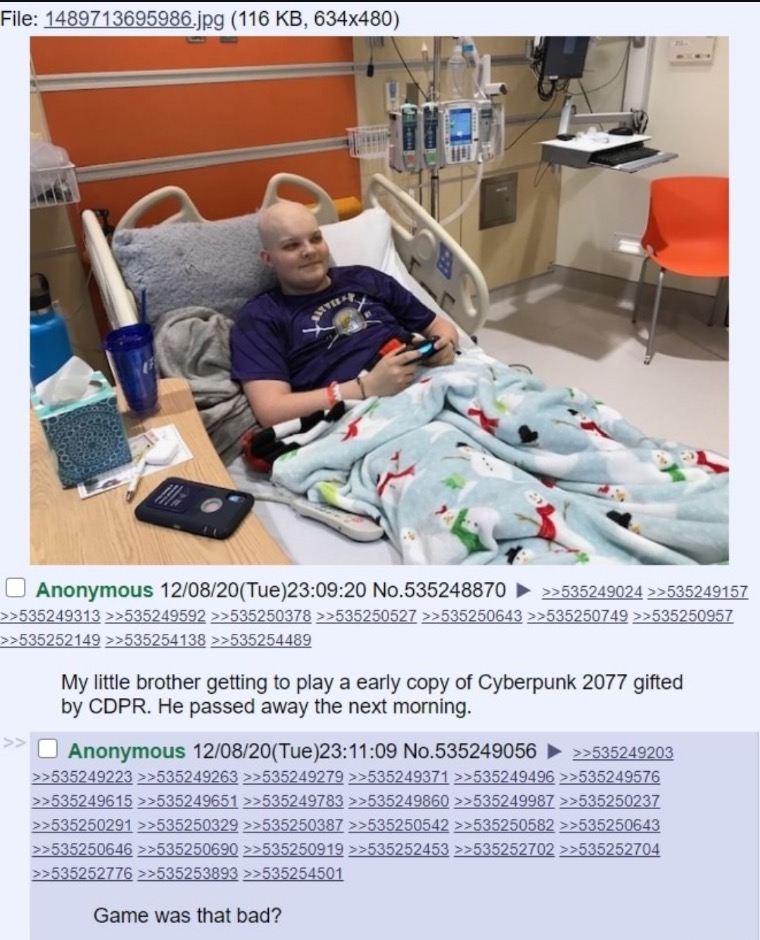 File: 1489713695986.jpg (116 KB, 634x480)
Anonymous 12/08/20(Tue)23:09:20 No.535248870 ▶ >>535249024 >>535249157
>>535249313 >>535249592 >>535250378 >>535250527 >>535250643 >>535250749 >>535250957
>>535252149 >>535254138 >>535254489
My little brother getting to play a early copy of Cyberpunk 2077 gifted
by CDPR. He passed away the next morning.
>> Anonymous 12/08/20(Tue)23:11:09 No.535249056 ▶ >>535249203
>>535249223 >>535249263 >>535249279 >>535249371 >>535249496 >>535249576
>>535249615 >>535249651 >>535249783 >>535249860 >>535249987 >>535250237
>>535250291 >>535250329 >>535250387 >>535250542 >>535250582 >>535250643
>>535250646 >>535250690 >>535250919 >>535252453 >>535252702 >>535252704
>>535252776 >>535253893 >>535254501
Game was that bad?